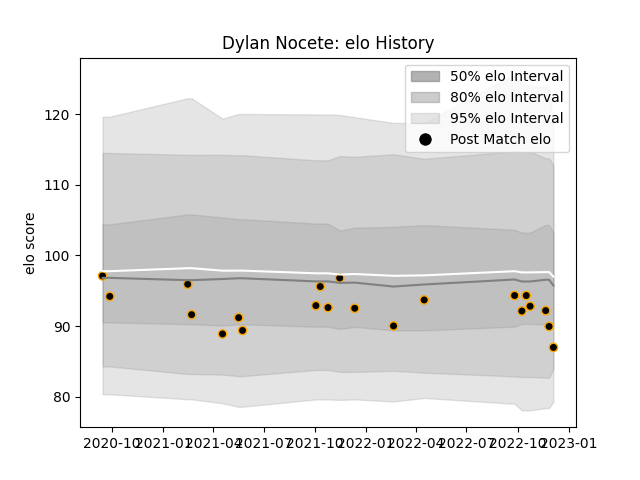 Dylan Nocete: elo History
50% elo Interval
80% elo Interval
95% elo Interval
Post Match elo
elo score
120
110
100
90
80
2020-10 2021-01 2021-04 2021-07 2021-10 2022-01 2022-04 2022-07 2022-10 2023-01